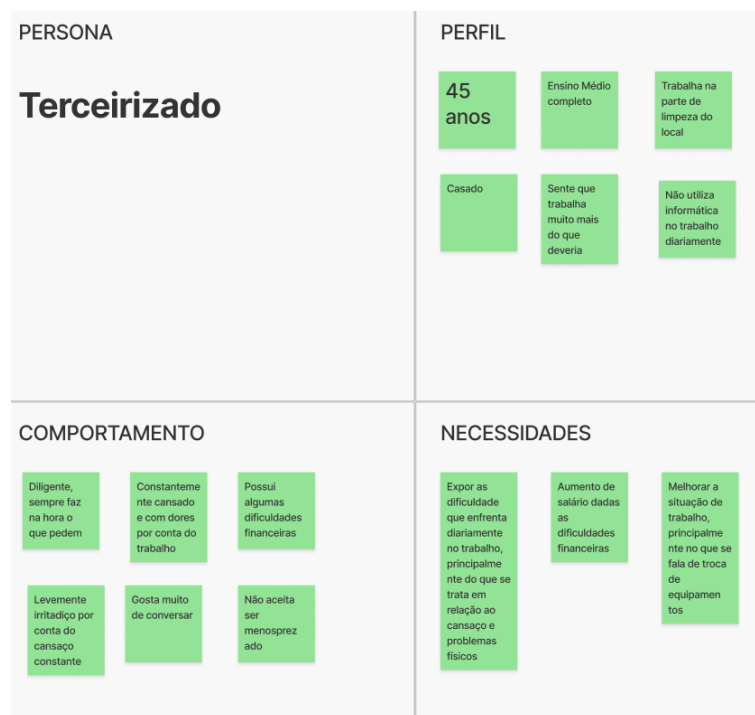 PERSONA
Terceirizado
PERFIL
45
anos
Ensino Médio
completo
Trabalha na
parte de
limpeza do
local
Casado
Sente que
trabalha
muito mais
do que
deveria
Não utiliza
informática
no trabalho
diariamente
COMPORTAMENTO
Diligente,
sempre faz
na hora o
que pedem
Constanteme
nte cansado
e com dores
por conta do
trabalho
Possui
algumas
dificuldades
financeiras
Levemente
irritadiço por
conta do
cansaço
constante
Gosta muito
de conversar
Não aceita
ser
menosprez
ado
NECESSIDADES
Expor as
dificuldade
que enfrenta
diariamente
no trabalho,
principalme
nte do que se
trata em
relação ao
cansaço e
problemas
físicos
Aumento de
salário dadas
as
dificuldades
financeiras
Melhorar a
situação de
trabalho,
principalme
nte no que se
fala de troca
de
equipamen
tos